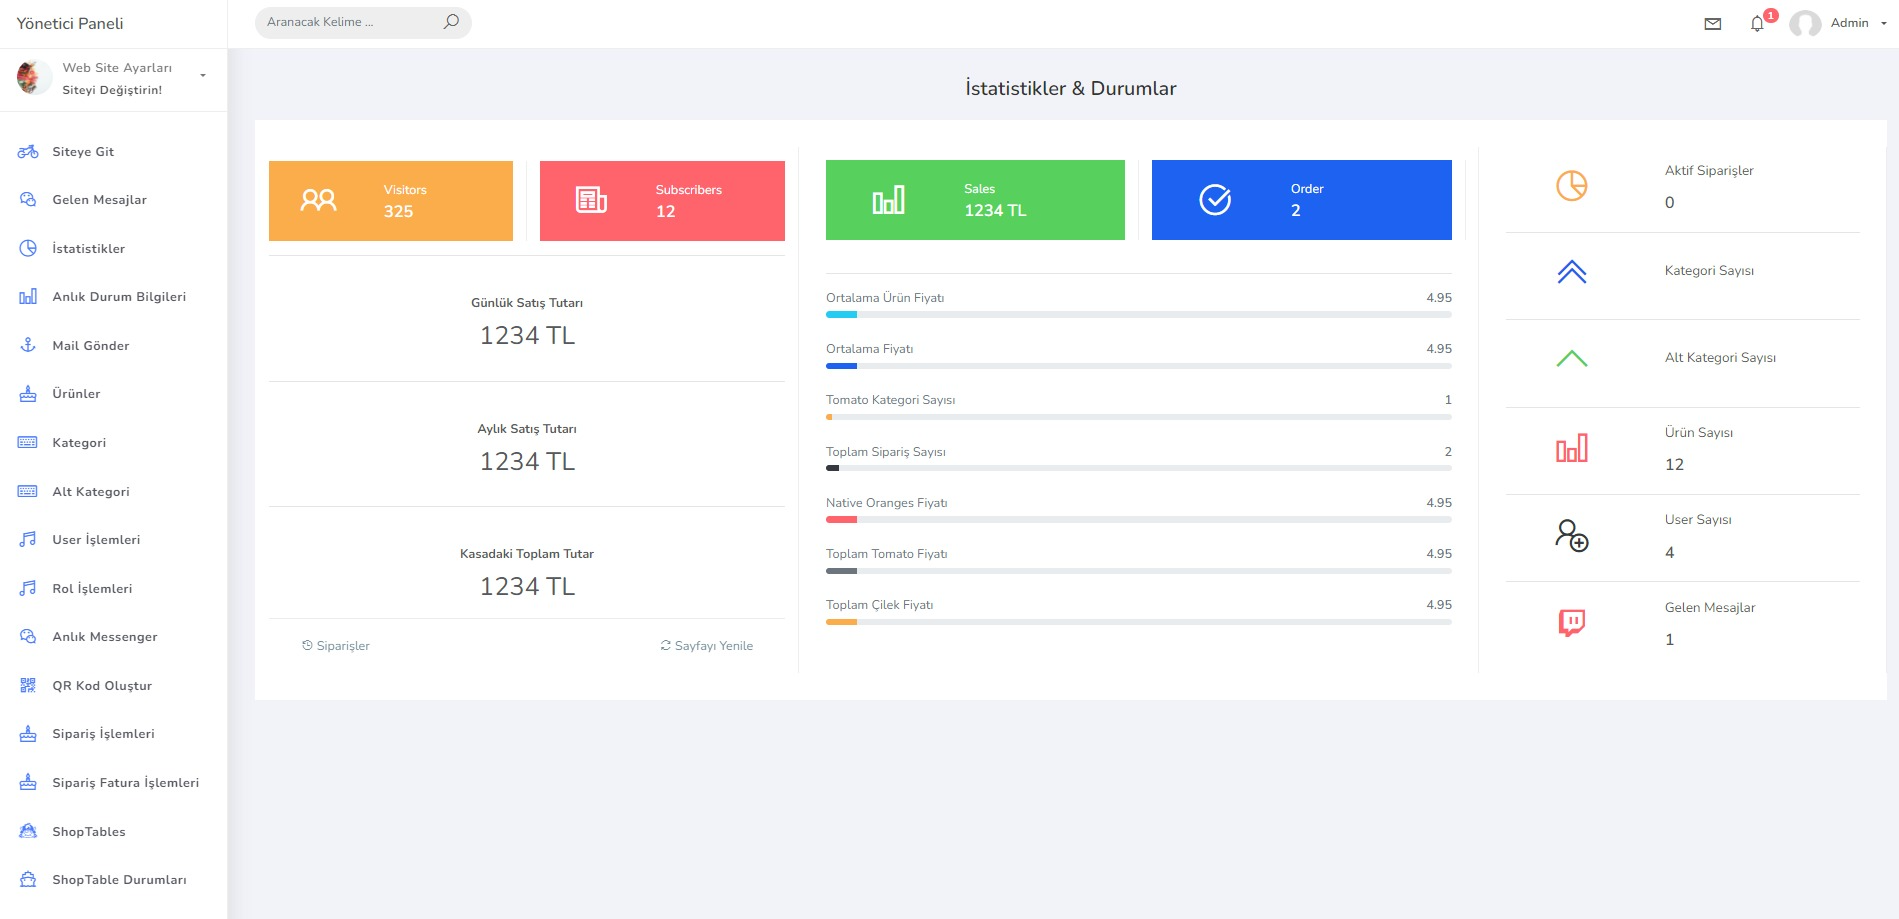 Yönetici Paneli
Aranacak Kelime ...
1
Admin
Web Site Ayarları
Siteyi Değiştirin!
Siteye Git
Gelen Mesajlar
İstatistikler
Anlık Durum Bilgileri
Mail Gönder
Ürünler
Kategori
Alt Kategori
User İşlemleri
Rol İşlemleri
Anlık Messenger
QR Kod Oluştur
Sipariş İşlemleri
Sipariş Fatura İşlemleri
ShopTables
ShopTable Durumları
İstatistikler & Durumlar
Visitors
325
Subscribers
12
Günlük Satış Tutarı
1234 TL
Aylık Satış Tutarı
1234 TL
Kasadaki Toplam Tutar
1234 TL
Siparişler
Sayfayı Yenile
Sales
1234 TL
Order
2
Ortalama Ürün Fiyatı 4.95
Ortalama Fiyatı 4.95
Tomato Kategori Sayısı 1
Toplam Sipariş Sayısı 2
Native Oranges Fiyatı 4.95
Toplam Tomato Fiyatı 4.95
Toplam Çilek Fiyatı 4.95
Aktif Siparişler
0
Kategori Sayısı
Alt Kategori Sayısı
Ürün Sayısı
12
User Sayısı
4
Gelen Mesajlar
1